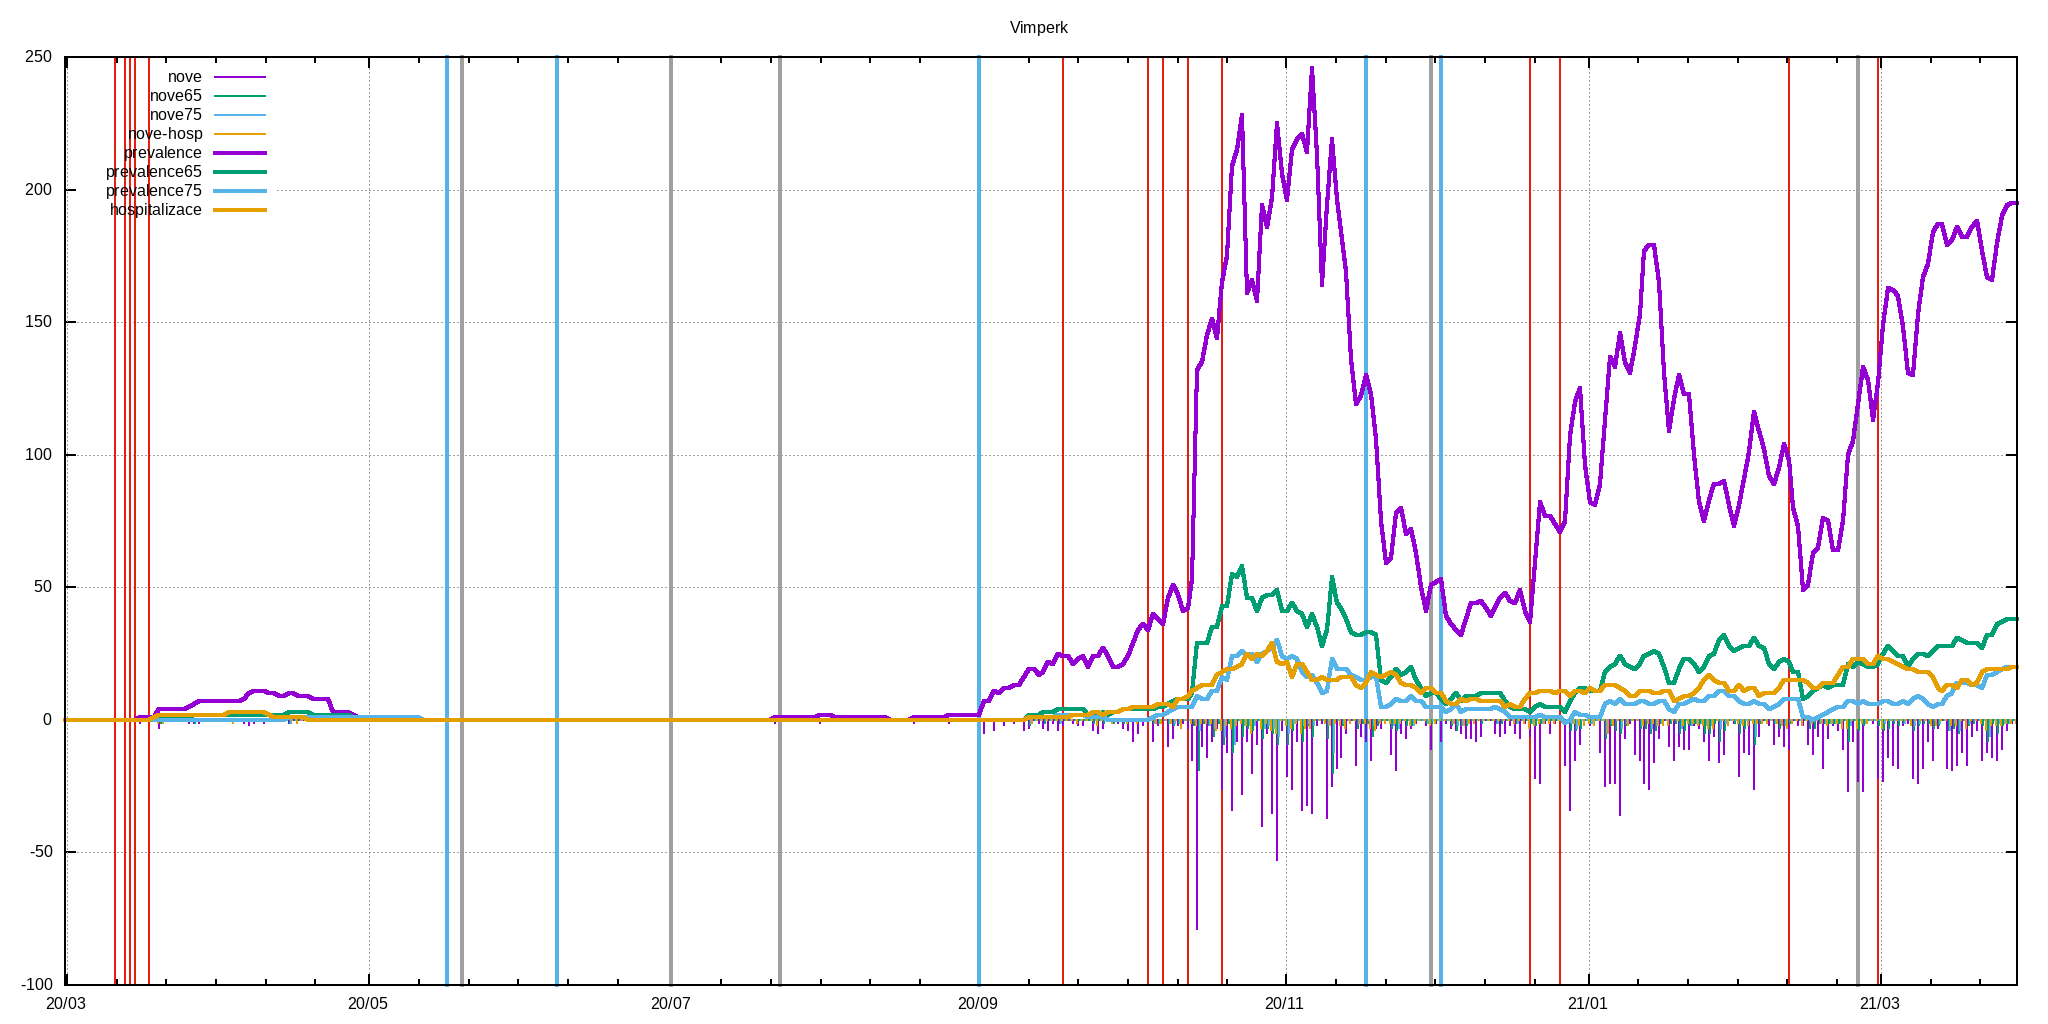 Vimperk
250
200
150
100
50
0
-50
-100
nove
nove65
nove75
nove-hosp
prevalence
prevalence65
prevalence75
hospitalizace
20/03 20/05 20/07 20/09 20/11 21/01 21/03